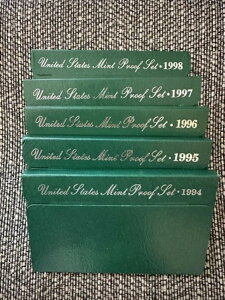 United States Mint Proof Set • 1998
United States Mint Proof Set • 1997
United States Mint Proof Set • 1996
United States Mint Proof Set • 1995
United States Mint Proof Set • 1994